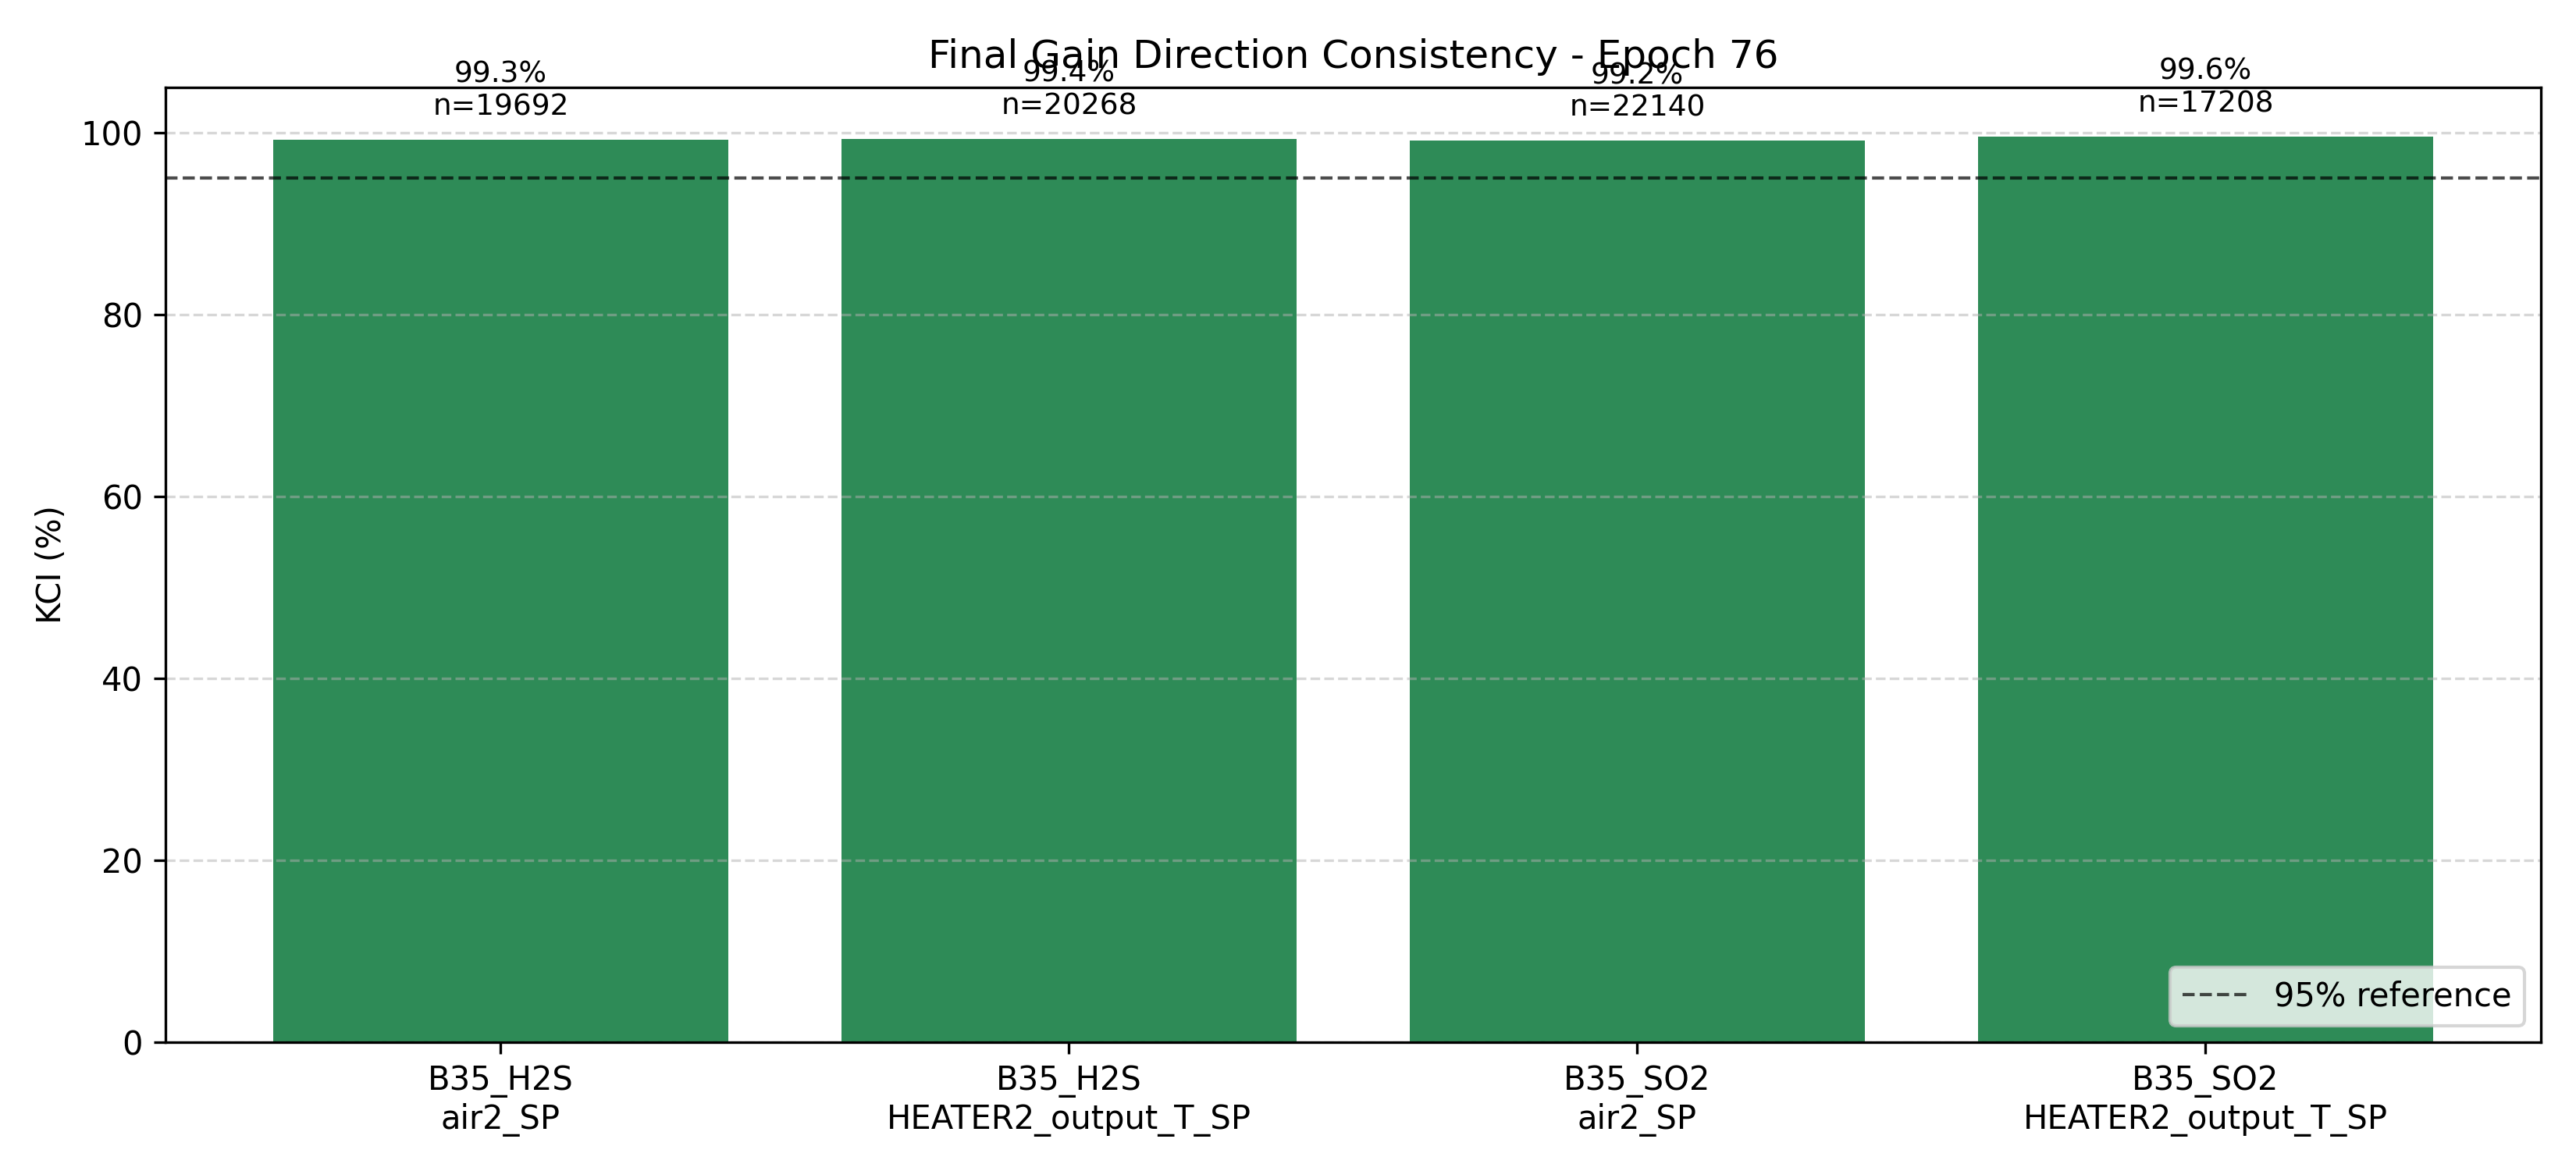 Final Gain Direction Consistency - Epoch 76
99.3%
n=19692
99.4%
n=20268
99.2%
n=22140
99.6%
n=17208
KCI (%)
100
80
60
40
20
0
95% reference
B35_H2S
air2_SP
B35_H2S
HEATER2_output_T_SP
B35_SO2
air2_SP
B35_SO2
HEATER2_output_T_SP